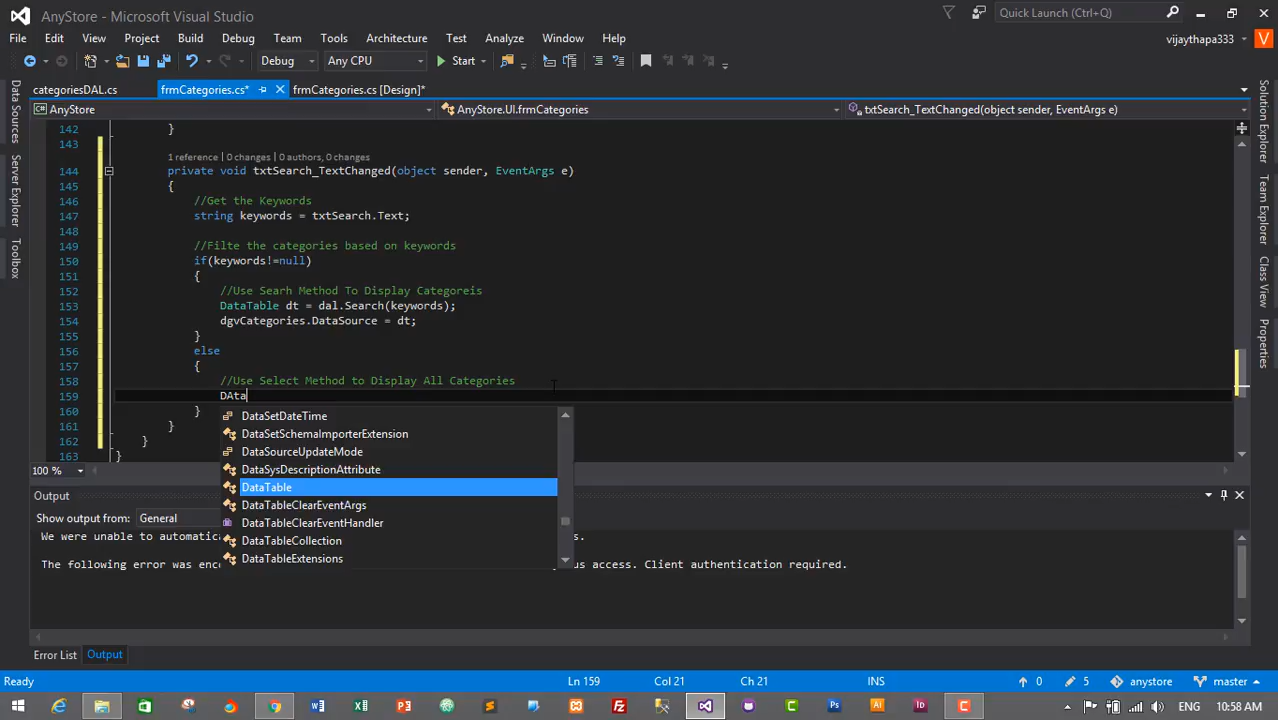 AnyStore - Microsoft Visual Studio
Quick Launch (Ctrl+Q)
File Edit View Project Build Debug Team Tools Architecture Test Analyze Window Help
vijaythapa333 V
Debug Any CPU Start
categoriesDAL.cs frmCategories.cs* frmCategories.cs [Design]*
AnyStore AnyStore.UI.frmCategories txtSearch_TextChanged(object sender, EventArgs e)
Data Sources
Server Explorer
Toolbox
Solution Explorer
Team Explorer
Class View
Properties
142 }
143
1 reference | 0 changes | 0 authors, 0 changes
144 private void txtSearch_TextChanged(object sender, EventArgs e)
145 {
146 //Get the Keywords
147 string keywords = txtSearch.Text;
148
149 //Filte the categories based on keywords
150 if(keywords!=null)
151 {
152 //Use Searh Method To Display Categoreis
153 DataTable dt = dal.Search(keywords);
154 dgvCategories.DataSource = dt;
155 }
156 else
157 {
158 //Use Select Method to Display All Categories
159 DAta
160 }
161 }
162 }
163 }
DataSetDateTime
DataSetSchemaImporterExtension
DataSourceUpdateMode
DataSysDescriptionAttribute
DataTable
DataTableClearEventArgs
DataTableClearEventHandler
DataTableCollection
DataTableExtensions
100 %
Output
Show output from: General
We were unable to automatic s.
The following error was enc us access. Client authentication required.
Error List Output
Ready Ln 159 Col 21 Ch 21 INS 0 5 anystore master
ENG 10:58 AM